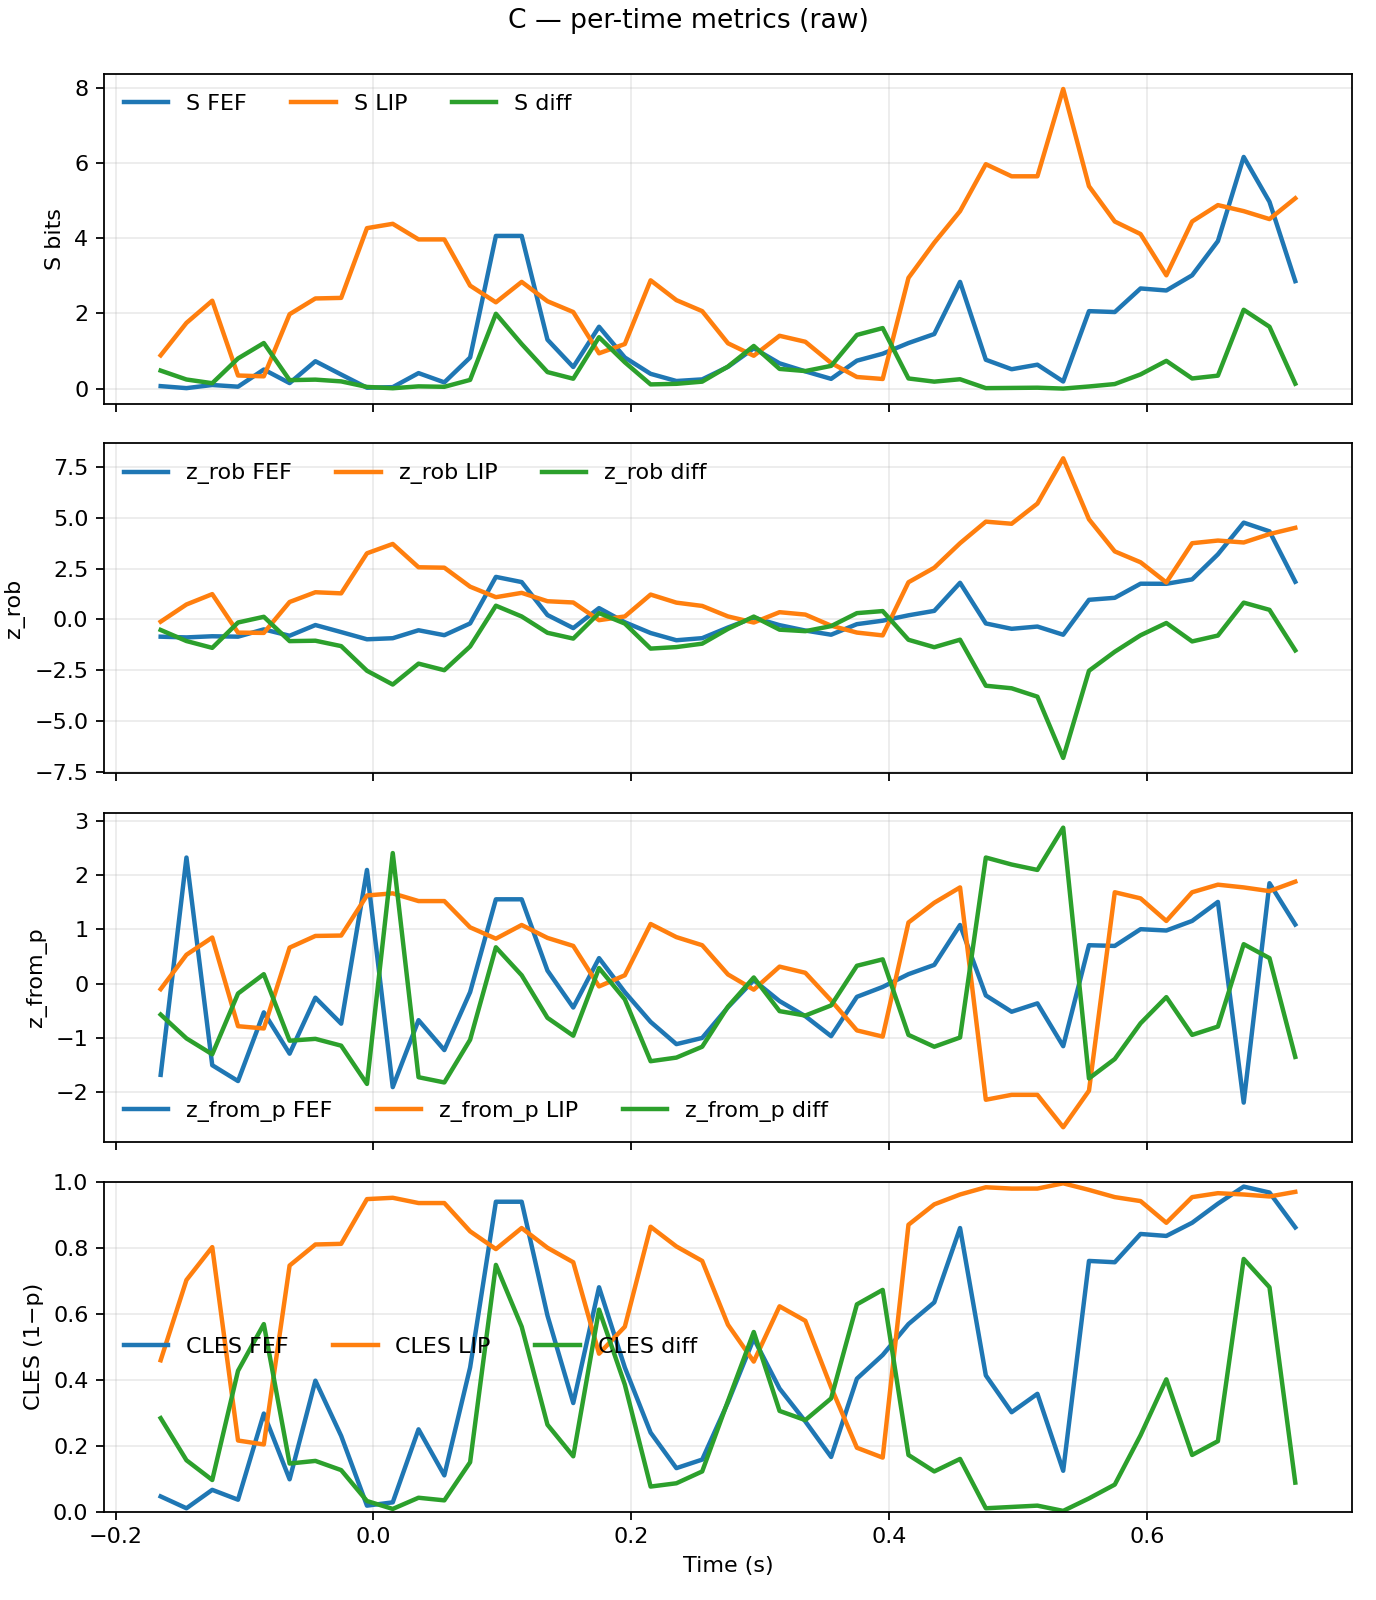 C — per-time metrics (raw)
8
6
4
2
0
S bits
S FEF S LIP S diff
7.5
5.0
2.5
0.0
−2.5
−5.0
−7.5
z_rob
z_rob FEF z_rob LIP z_rob diff
3
2
1
0
−1
−2
z_from_p
z_from_p FEF z_from_p LIP z_from_p diff
1.0
0.8
0.6
0.4
0.2
0.0
CLES (1−p)
CLES FEF CLES LIP CLES diff
−0.2 0.0 0.2 0.4 0.6
Time (s)